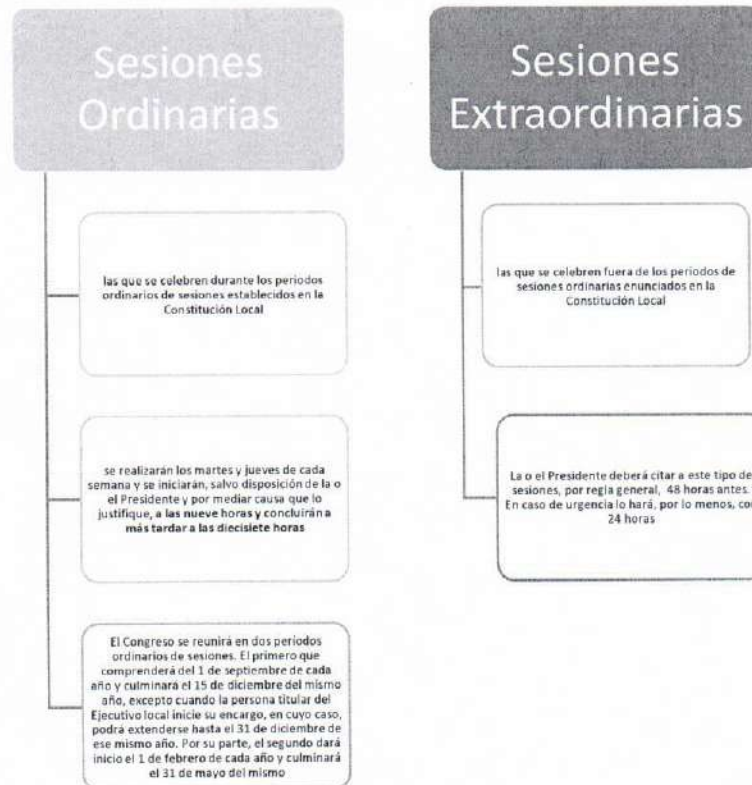 Sesiones
Ordinarias
las que se celebren durante los períodos
ordinarios de sesiones establecidos en la
Constitución Local
se realizarán los martes y jueves de cada
semana y se iniciarán, salvo disposición de la o
el Presidente y por mediar causa que lo
justifique, a las nueve horas y concluirán a
más tardar a las diecisiete horas
El Congreso se reunirá en dos períodos
ordinarios de sesiones. El primero que
comprenderá del 1 de septiembre de cada
año y culminará el 15 de diciembre del mismo
año, excepto cuando la persona titular del
Ejecutivo local inicie su encargo, en cuyo caso,
podrá extenderse hasta el 31 de diciembre de
ese mismo año. Por su parte, el segundo dará
inicio el 1 de febrero de cada año y culminará
el 31 de mayo del mismo
Sesiones
Extraordinarias
las que se celebren fuera de los períodos de
sesiones ordinarias enunciados en la
Constitución Local
La o el Presidente deberá citar a este tipo de
sesiones, por regla general, 48 horas antes.
En caso de urgencia lo hará, por lo menos, co
24 horas